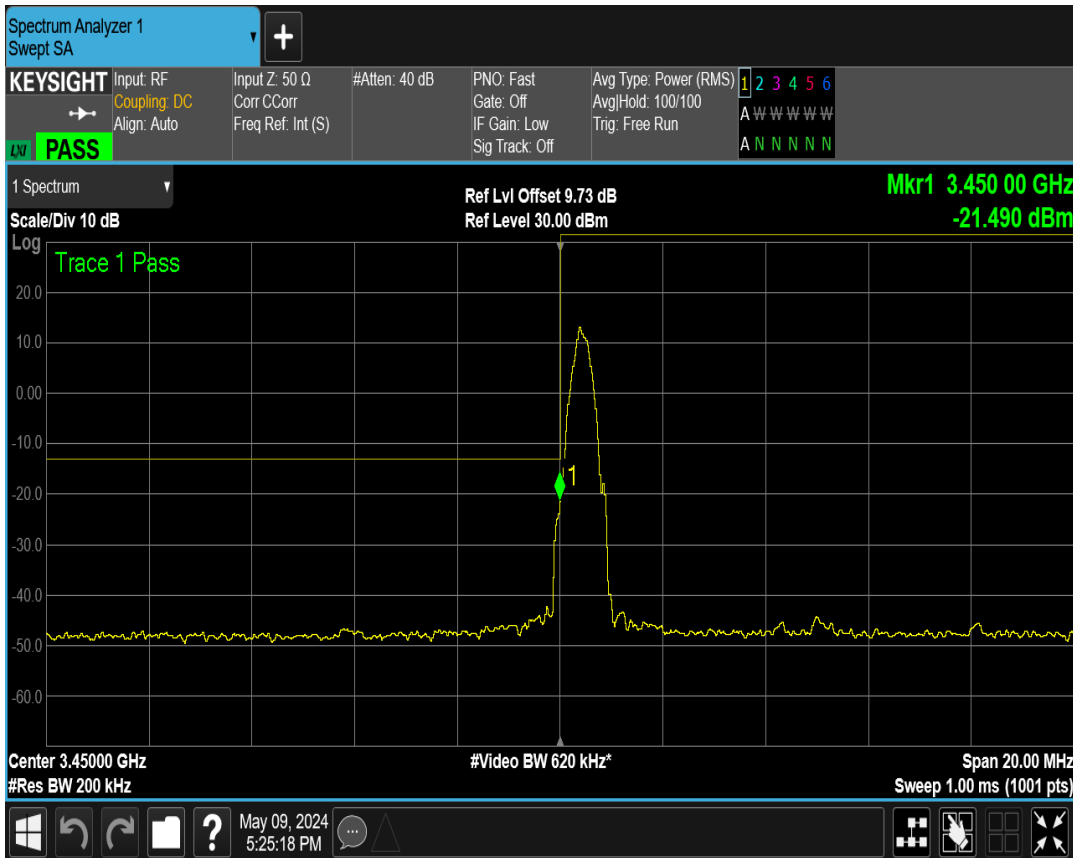 Spectrum Analyzer 1
Swept SA
+
KEYSIGHT
LXI PASS
Input: RF
Coupling: DC
Align: Auto
Input Z: 50 Ω
Corr CCorr
Freq Ref: Int (S)
#Atten: 40 dB
PNO: Fast
Gate: Off
IF Gain: Low
Sig Track: Off
Avg Type: Power (RMS)
Avg|Hold: 100/100
Trig: Free Run
1 2 3 4 5 6
A W W W W W
A N N N N N
1 Spectrum
Scale/Div 10 dB
Ref Lvl Offset 9.73 dB
Ref Level 30.00 dBm
Mkr1 3.450 00 GHz
-21.490 dBm
Log
Trace 1 Pass
20.0
10.0
0.00
-10.0
1
-20.0
-30.0
-40.0
-50.0
-60.0
Center 3.45000 GHz
#Video BW 620 kHz*
Span 20.00 MHz
#Res BW 200 kHz
Sweep 1.00 ms (1001 pts)
?
May 09, 2024
5:25:18 PM